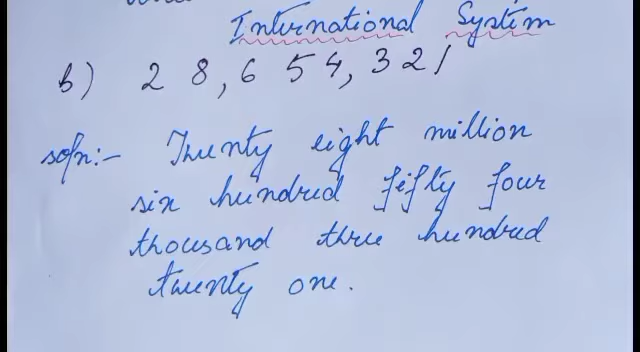 International System
b) 28,654,321
soln:- Twenty eight million
six hundred fifty four
thousand three hundred
twenty one.